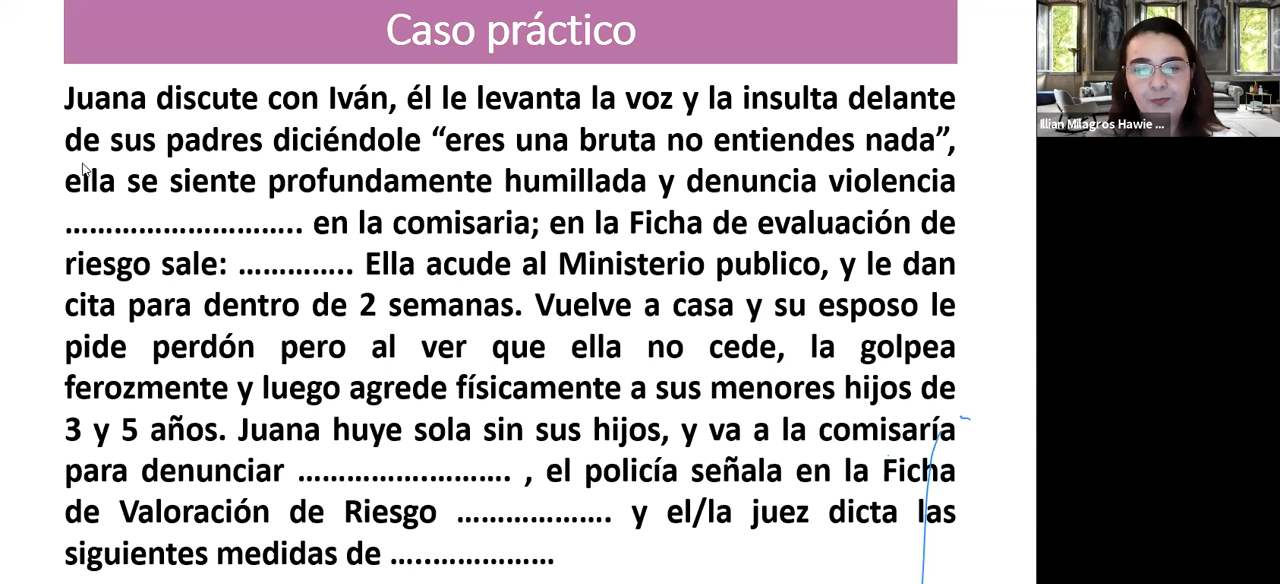 Caso práctico
Juana discute con Iván, él le levanta la voz y la insulta delante
de sus padres diciéndole “eres una bruta no entiendes nada”,
ella se siente profundamente humillada y denuncia violencia
……………………….. en la comisaria; en la Ficha de evaluación de
riesgo sale: ………….. Ella acude al Ministerio publico, y le dan
cita para dentro de 2 semanas. Vuelve a casa y su esposo le
pide perdón pero al ver que ella no cede, la golpea
ferozmente y luego agrede físicamente a sus menores hijos de
3 y 5 años. Juana huye sola sin sus hijos, y va a la comisaría
para denunciar …………….………. , el policía señala en la Ficha
de Valoración de Riesgo ………………. y el/la juez dicta las
siguientes medidas de …..……………
Illian Milagros Hawie ...